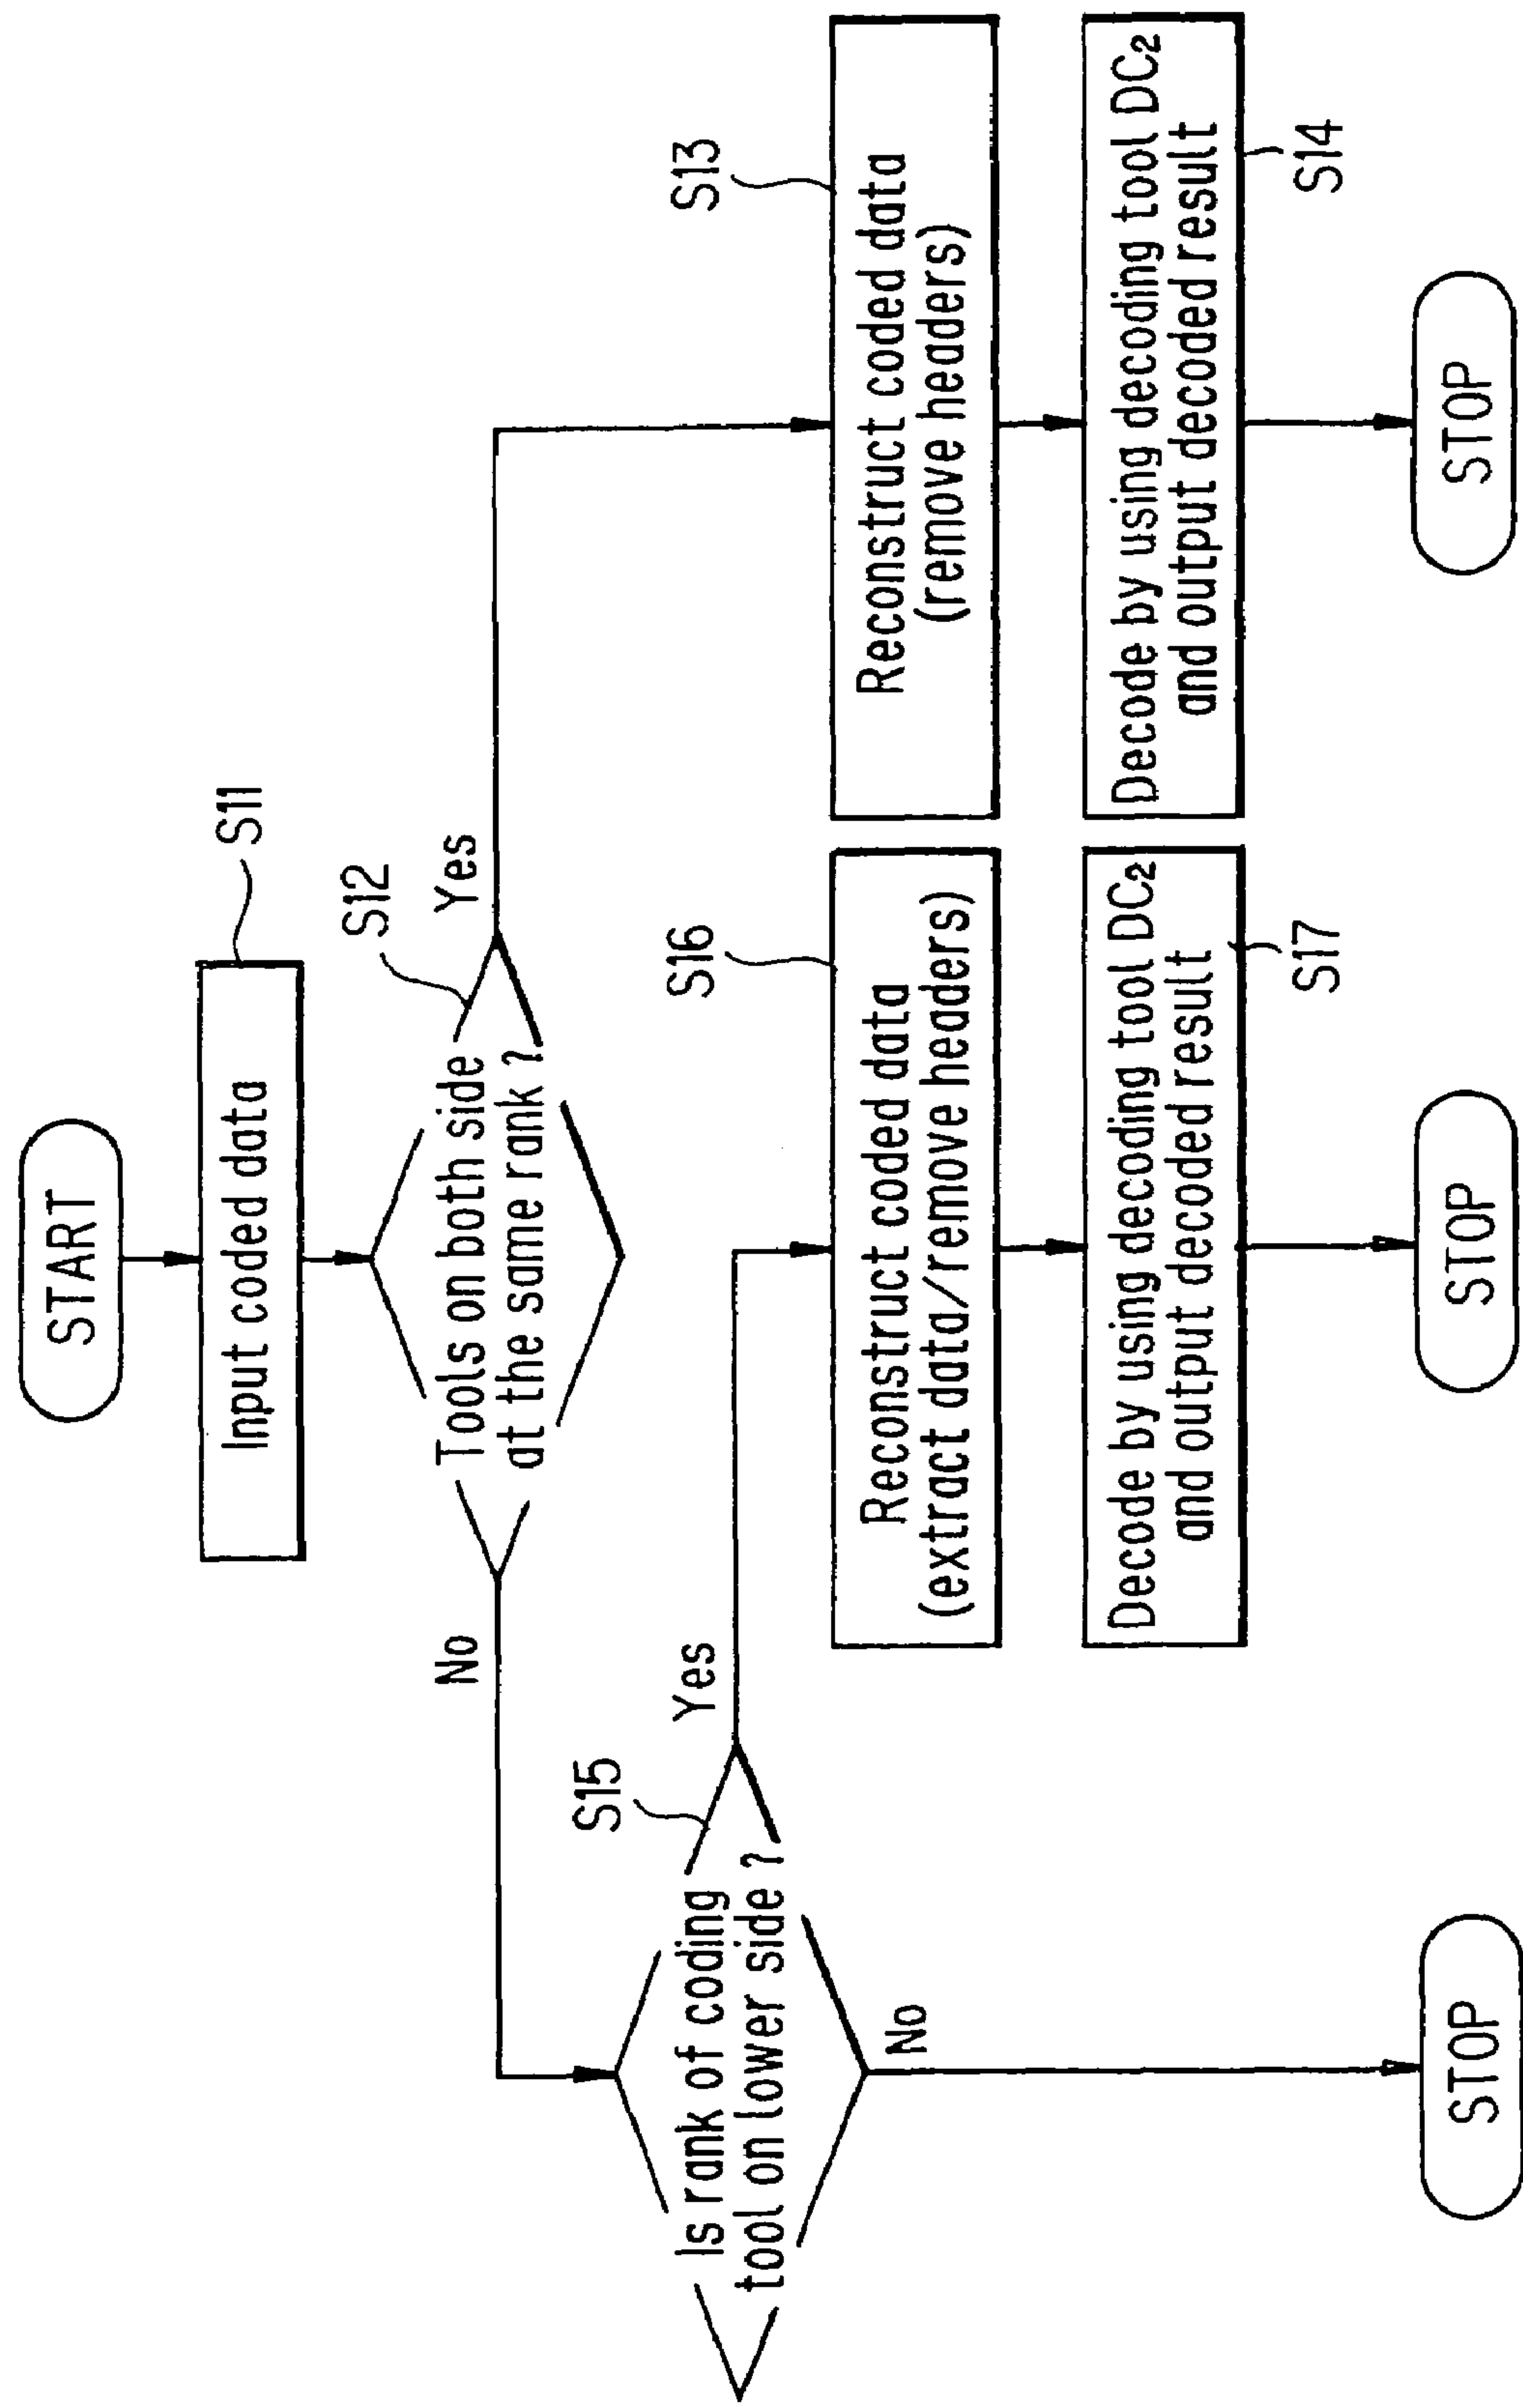 START
Input coded data
S11
Tools on both side
at the same rank ?
S12
Yes
No
Is rank of coding
tool on lower side ?
S15
Yes
No
Reconstruct coded data
(extract data/remove headers)
S16
Reconstruct coded data
(remove headers)
S13
Decode by using decoding tool DC₂
and output decoded result
S17
Decode by using decoding tool DC₂
and output decoded result
S14
STOP
STOP
STOP